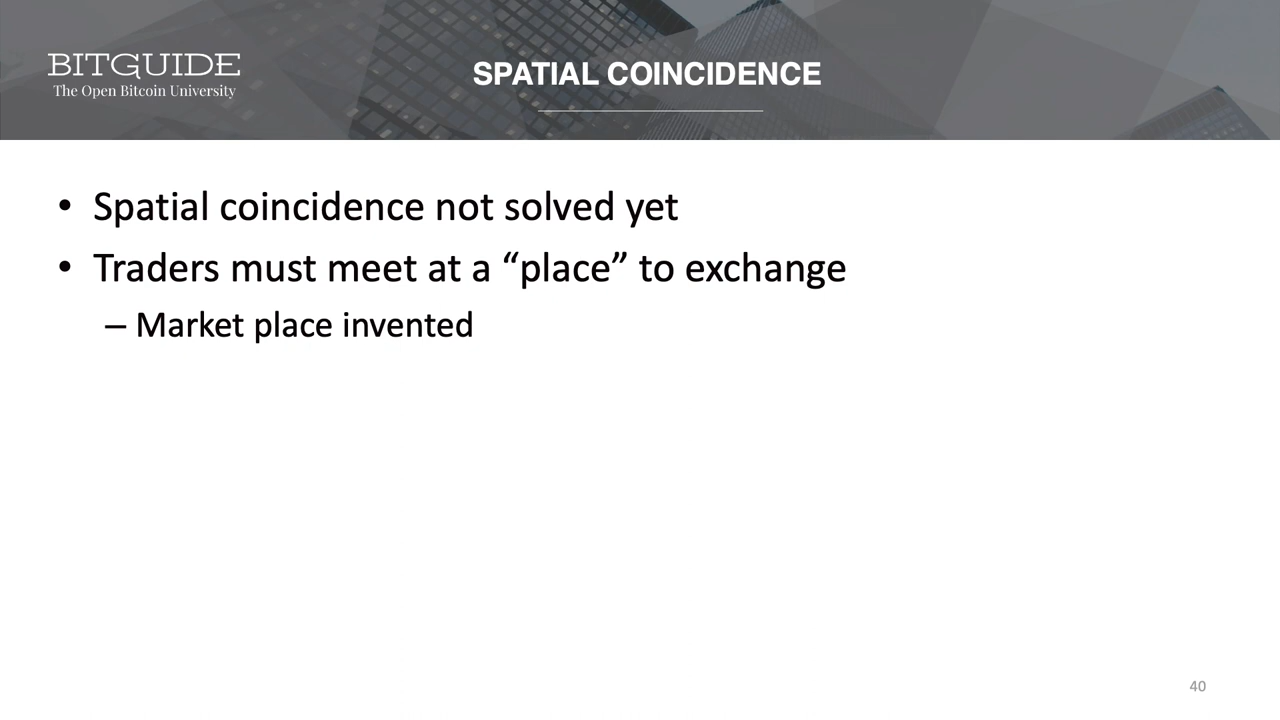 BITGUIDE
The Open Bitcoin University
SPATIAL COINCIDENCE
• Spatial coincidence not solved yet
• Traders must meet at a “place” to exchange
– Market place invented
40